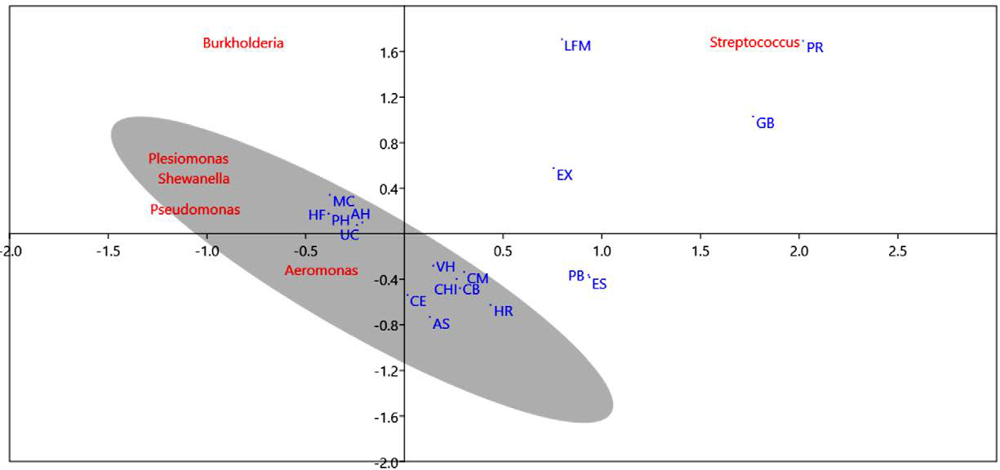 Burkholderia
LFM
Streptococcus
PR
1.6
1.2
GB
0.8
Plesiomonas
EX
Shewanella
0.4
MC
Pseudomonas
HF
PH
AH
UC
-2.0 -1.5 -1.0 -0.5 0.5 1.0 1.5 2.0 2.5
Aeromonas
VH
-0.4
CM
PB
ES
CHI
CB
CE
HR
-0.8
AS
-1.2
-1.6
-2.0